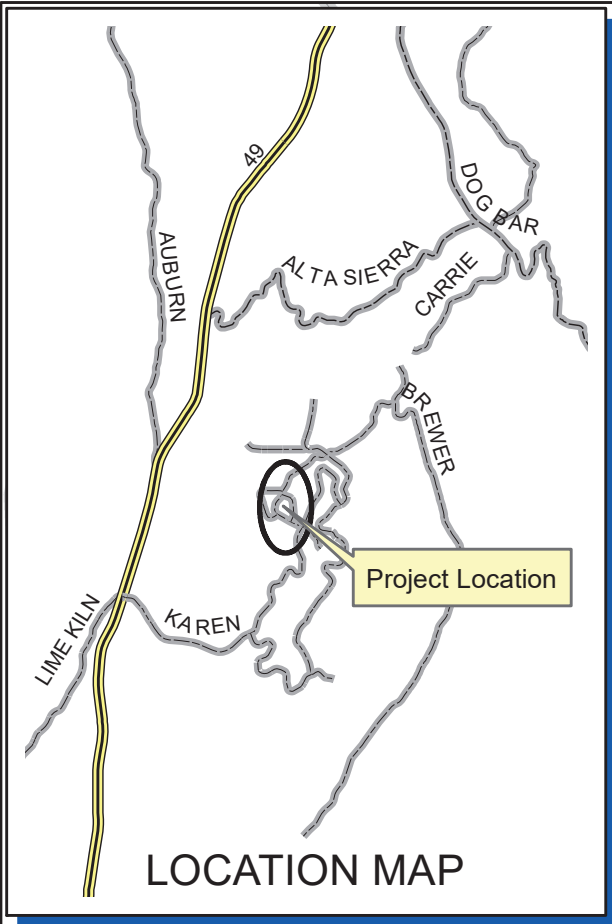 49
DOG BAR
AUBURN
ALTA SIERRA
CARRIE
BREWER
Project Location
LIME KILN
KAREN
LOCATION MAP